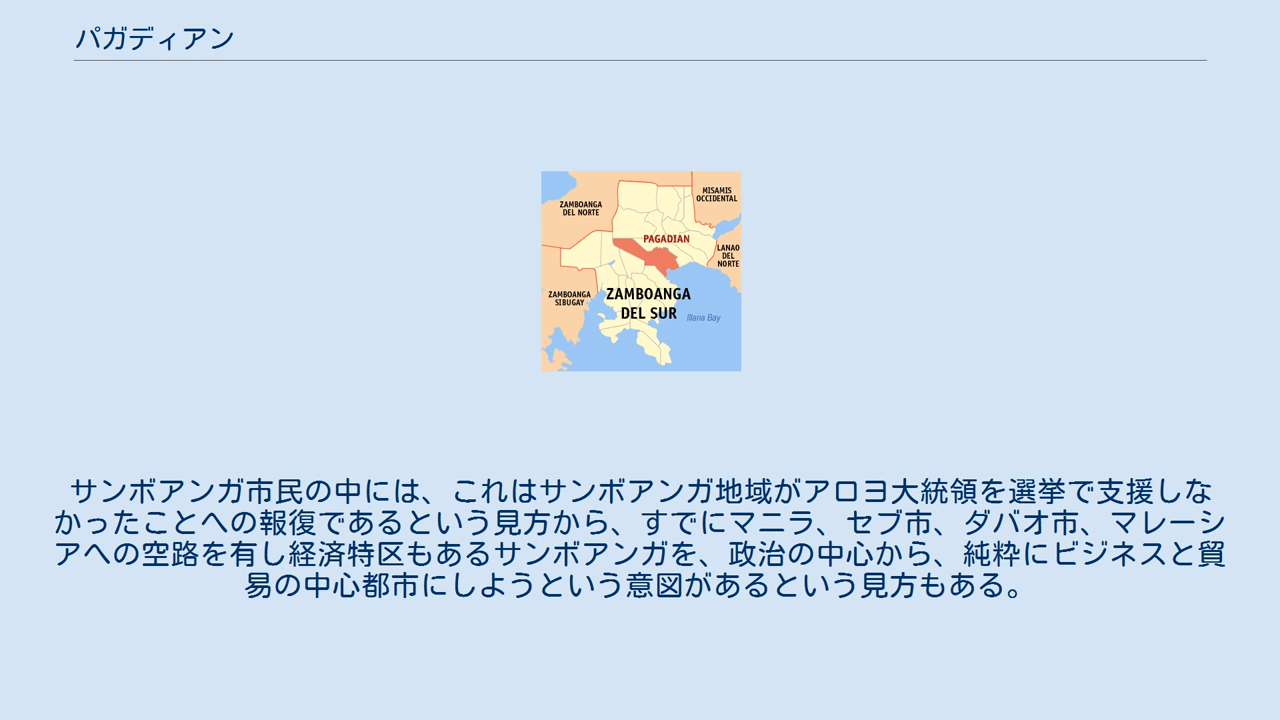 パガディアン
ZAMBOANGA
DEL NORTE
MISAMIS
OCCIDENTAL
PAGADIAN
LANAO
DEL
NORTE
ZAMBOANGA
SIBUGAY
ZAMBOANGA
DEL SUR
Illana Bay
サンボアンガ市民の中には、これはサンボアンガ地域がアロヨ大統領を選挙で支援しな
かったことへの報復であるという見方から、すでにマニラ、セブ市、ダバオ市、マレーシ
アへの空路を有し経済特区もあるサンボアンガを、政治の中心から、純粋にビジネスと貿
易の中心都市にしようという意図があるという見方もある。